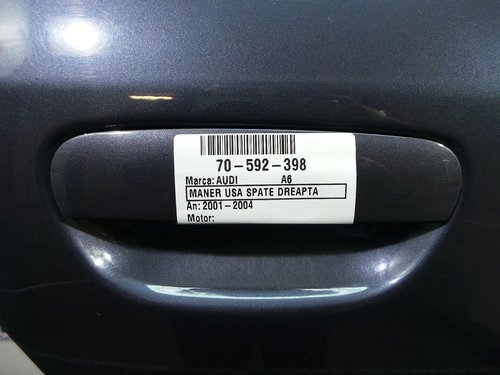 70-592-398
Marca: AUDI A6
MANER USA SPATE DREAPTA
An: 2001-2004
Motor: